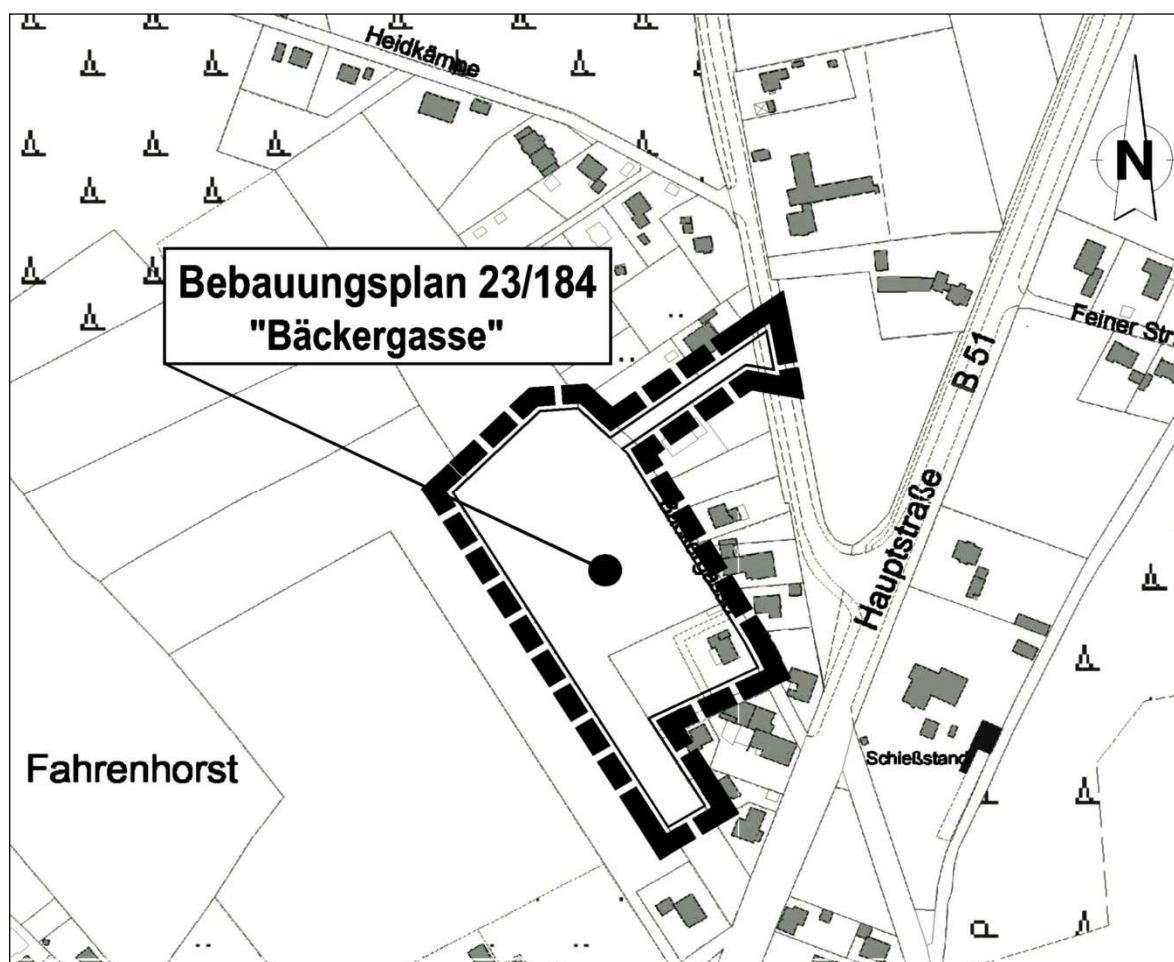 Heidkämpe
N
Bebauungsplan 23/184
"Bäckergasse"
Feiner Str.
B 51
Hauptstraße
Fahrenhorst
Schießstand
P